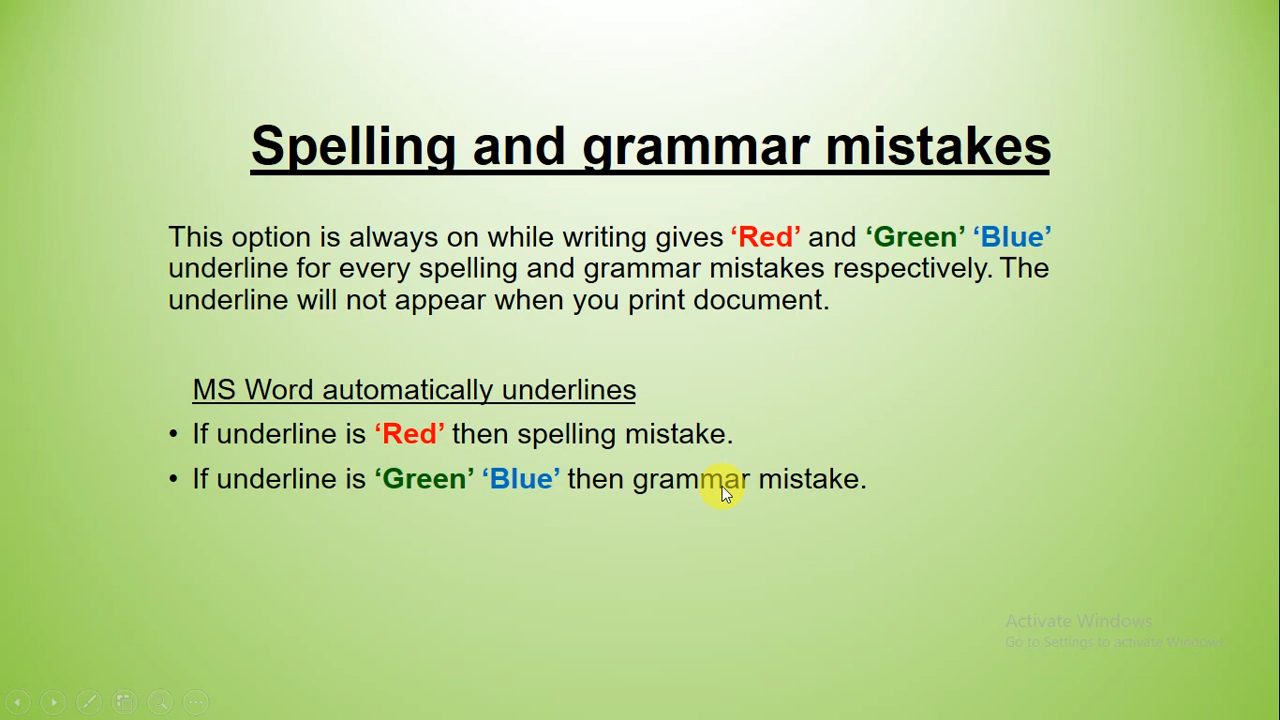 Spelling and grammar mistakes
This option is always on while writing gives ‘Red’ and ‘Green’ ‘Blue’
underline for every spelling and grammar mistakes respectively. The
underline will not appear when you print document.
MS Word automatically underlines
• If underline is ‘Red’ then spelling mistake.
• If underline is ‘Green’ ‘Blue’ then grammar mistake.
Activate Windows
Go to Settings to activate Windows.